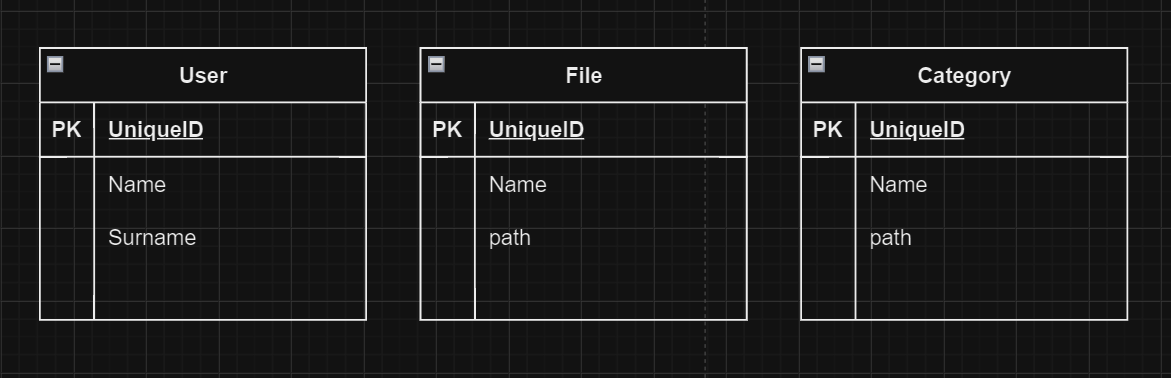 User
PK UniqueID
Name
Surname
File
PK UniqueID
Name
path
Category
PK UniqueID
Name
path